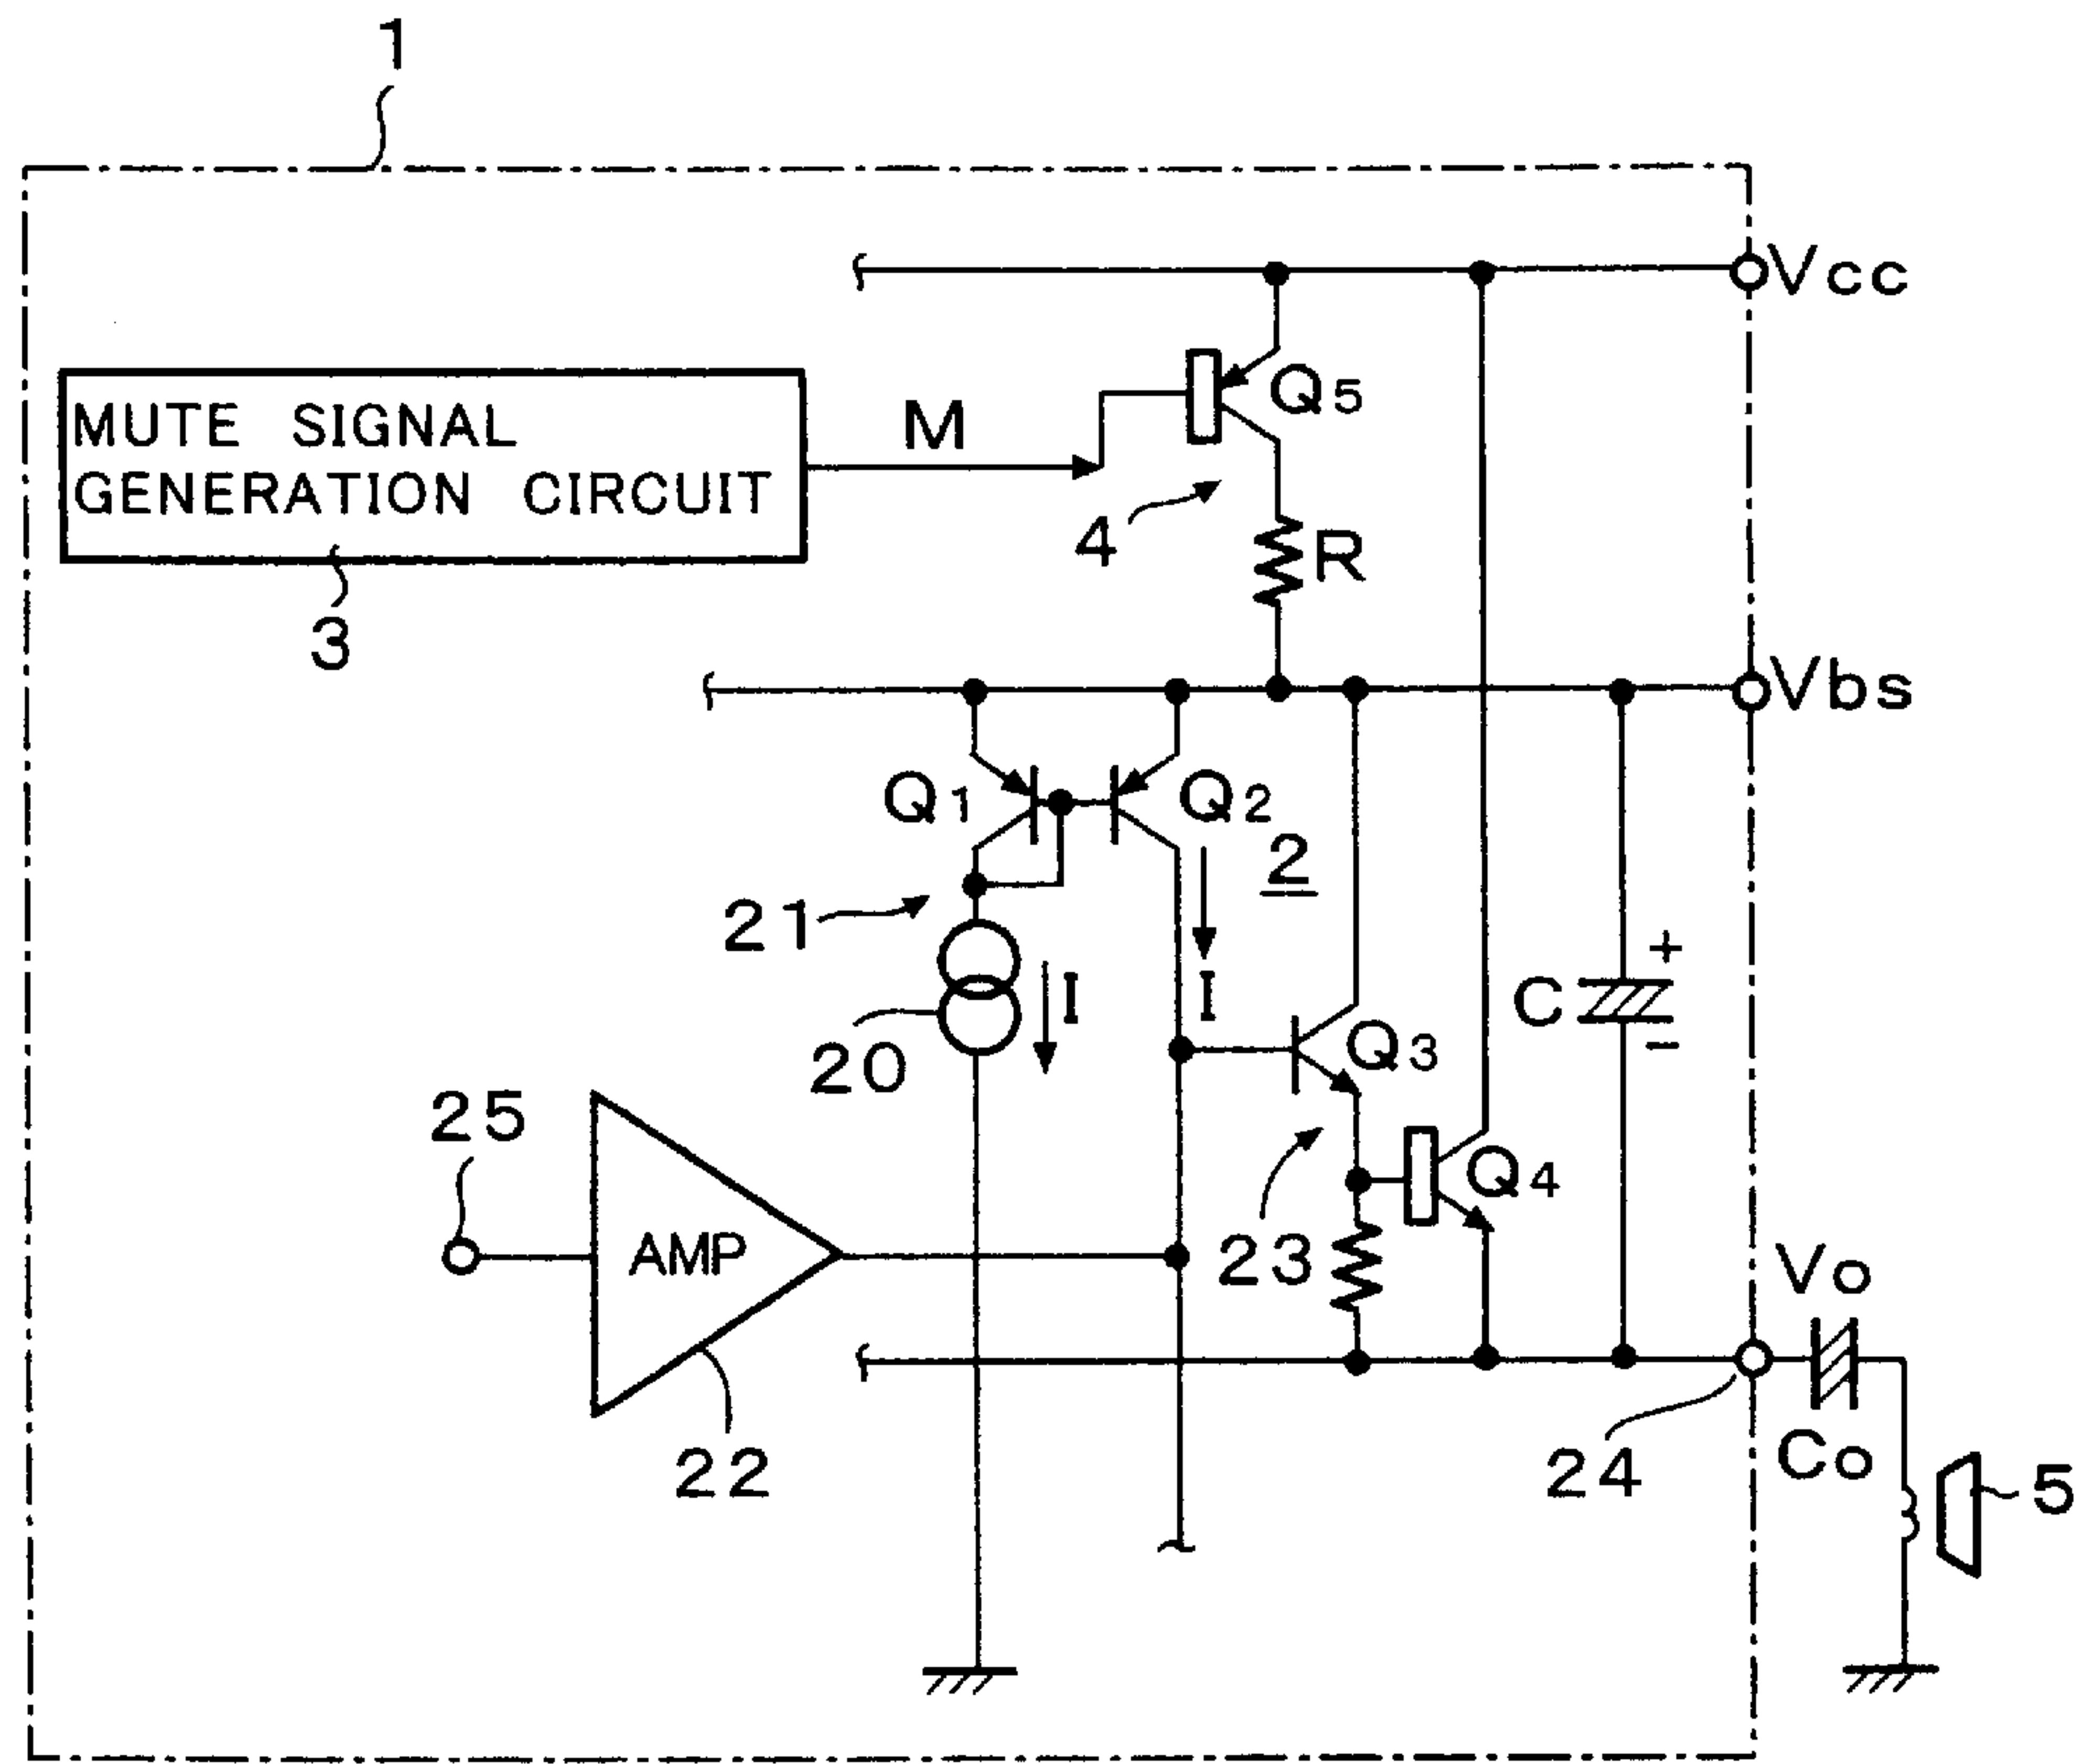 1
Vcc
MUTE SIGNAL
GENERATION CIRCUIT
M
Q5
4
R
3
Vbs
Q1
Q2
2
21
I
I
20
Q3
C
+
-
25
AMP
23
Q4
Vo
22
24
Co
5